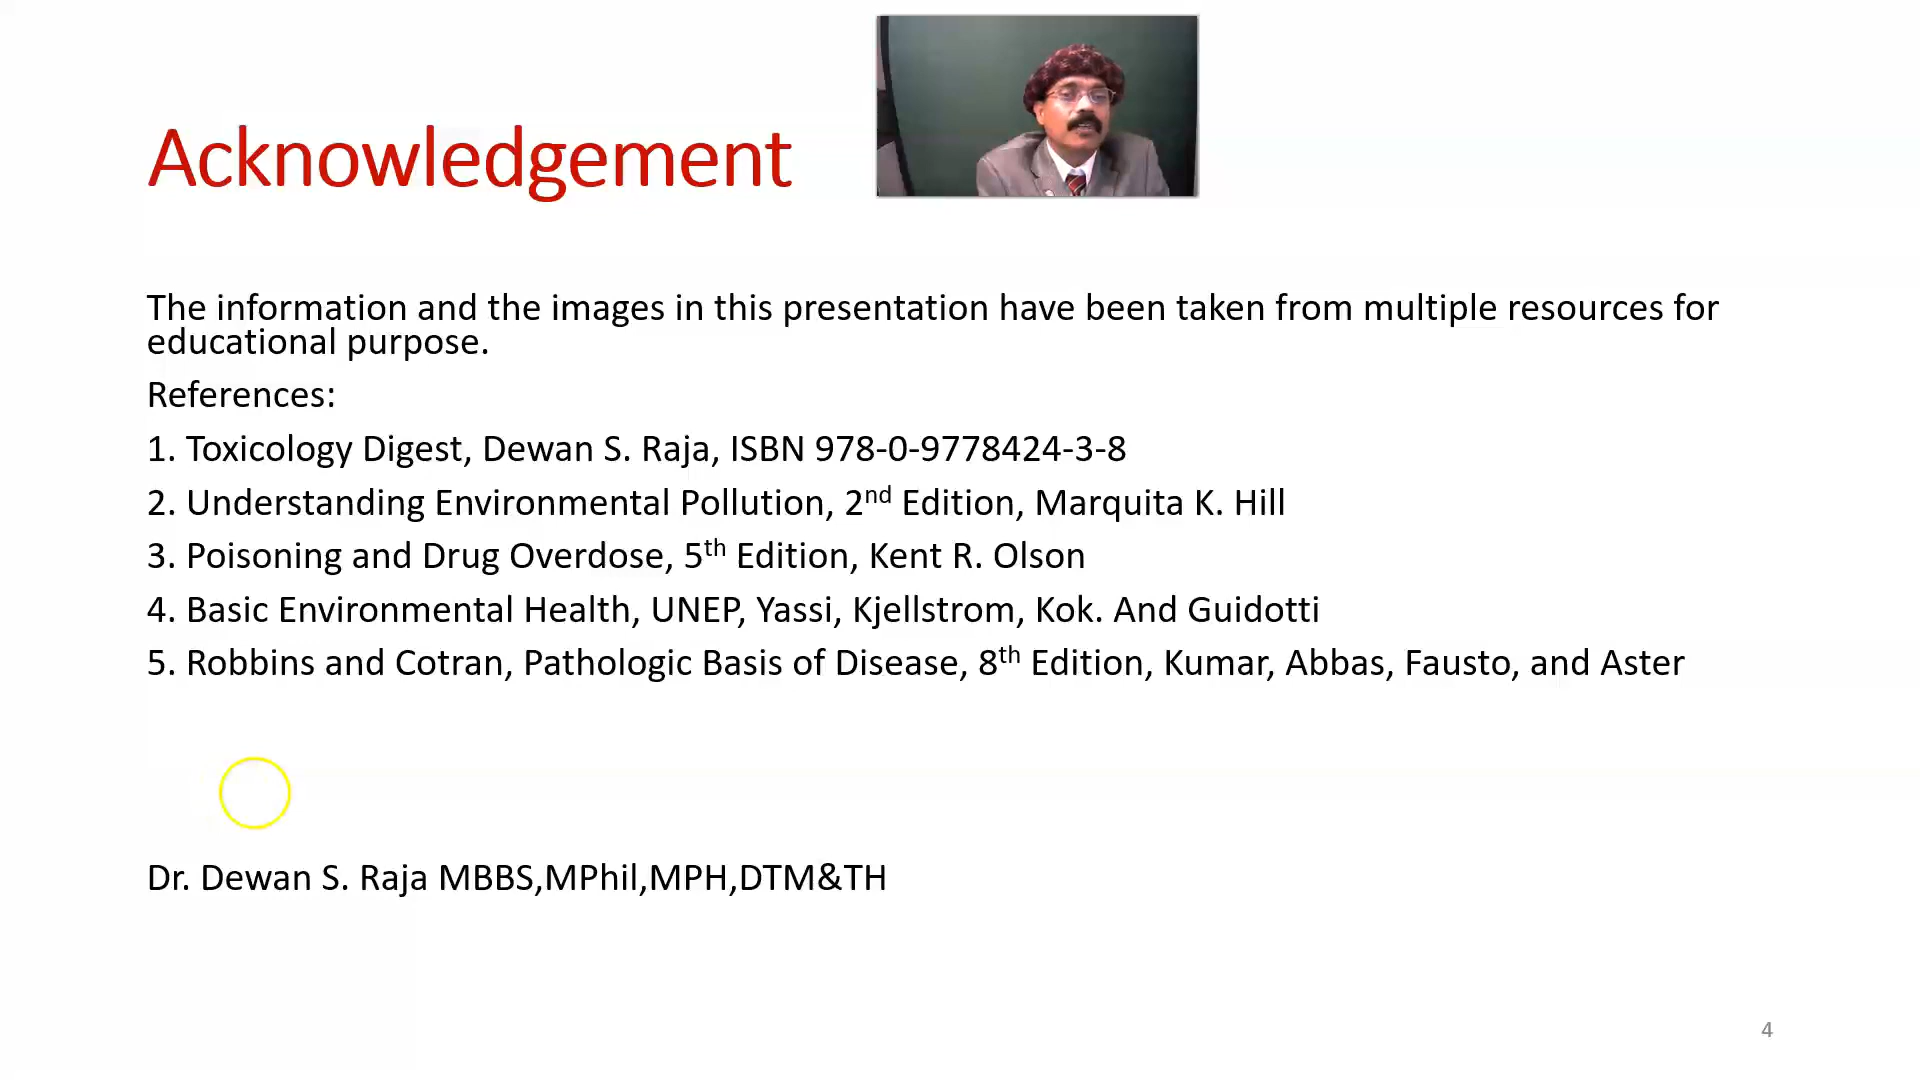 Acknowledgement
The information and the images in this presentation have been taken from multiple resources for
educational purpose.
References:
1. Toxicology Digest, Dewan S. Raja, ISBN 978-0-9778424-3-8
2. Understanding Environmental Pollution, 2nd Edition, Marquita K. Hill
3. Poisoning and Drug Overdose, 5th Edition, Kent R. Olson
4. Basic Environmental Health, UNEP, Yassi, Kjellstrom, Kok. And Guidotti
5. Robbins and Cotran, Pathologic Basis of Disease, 8th Edition, Kumar, Abbas, Fausto, and Aster
Dr. Dewan S. Raja MBBS,MPhil,MPH,DTM&TH
4